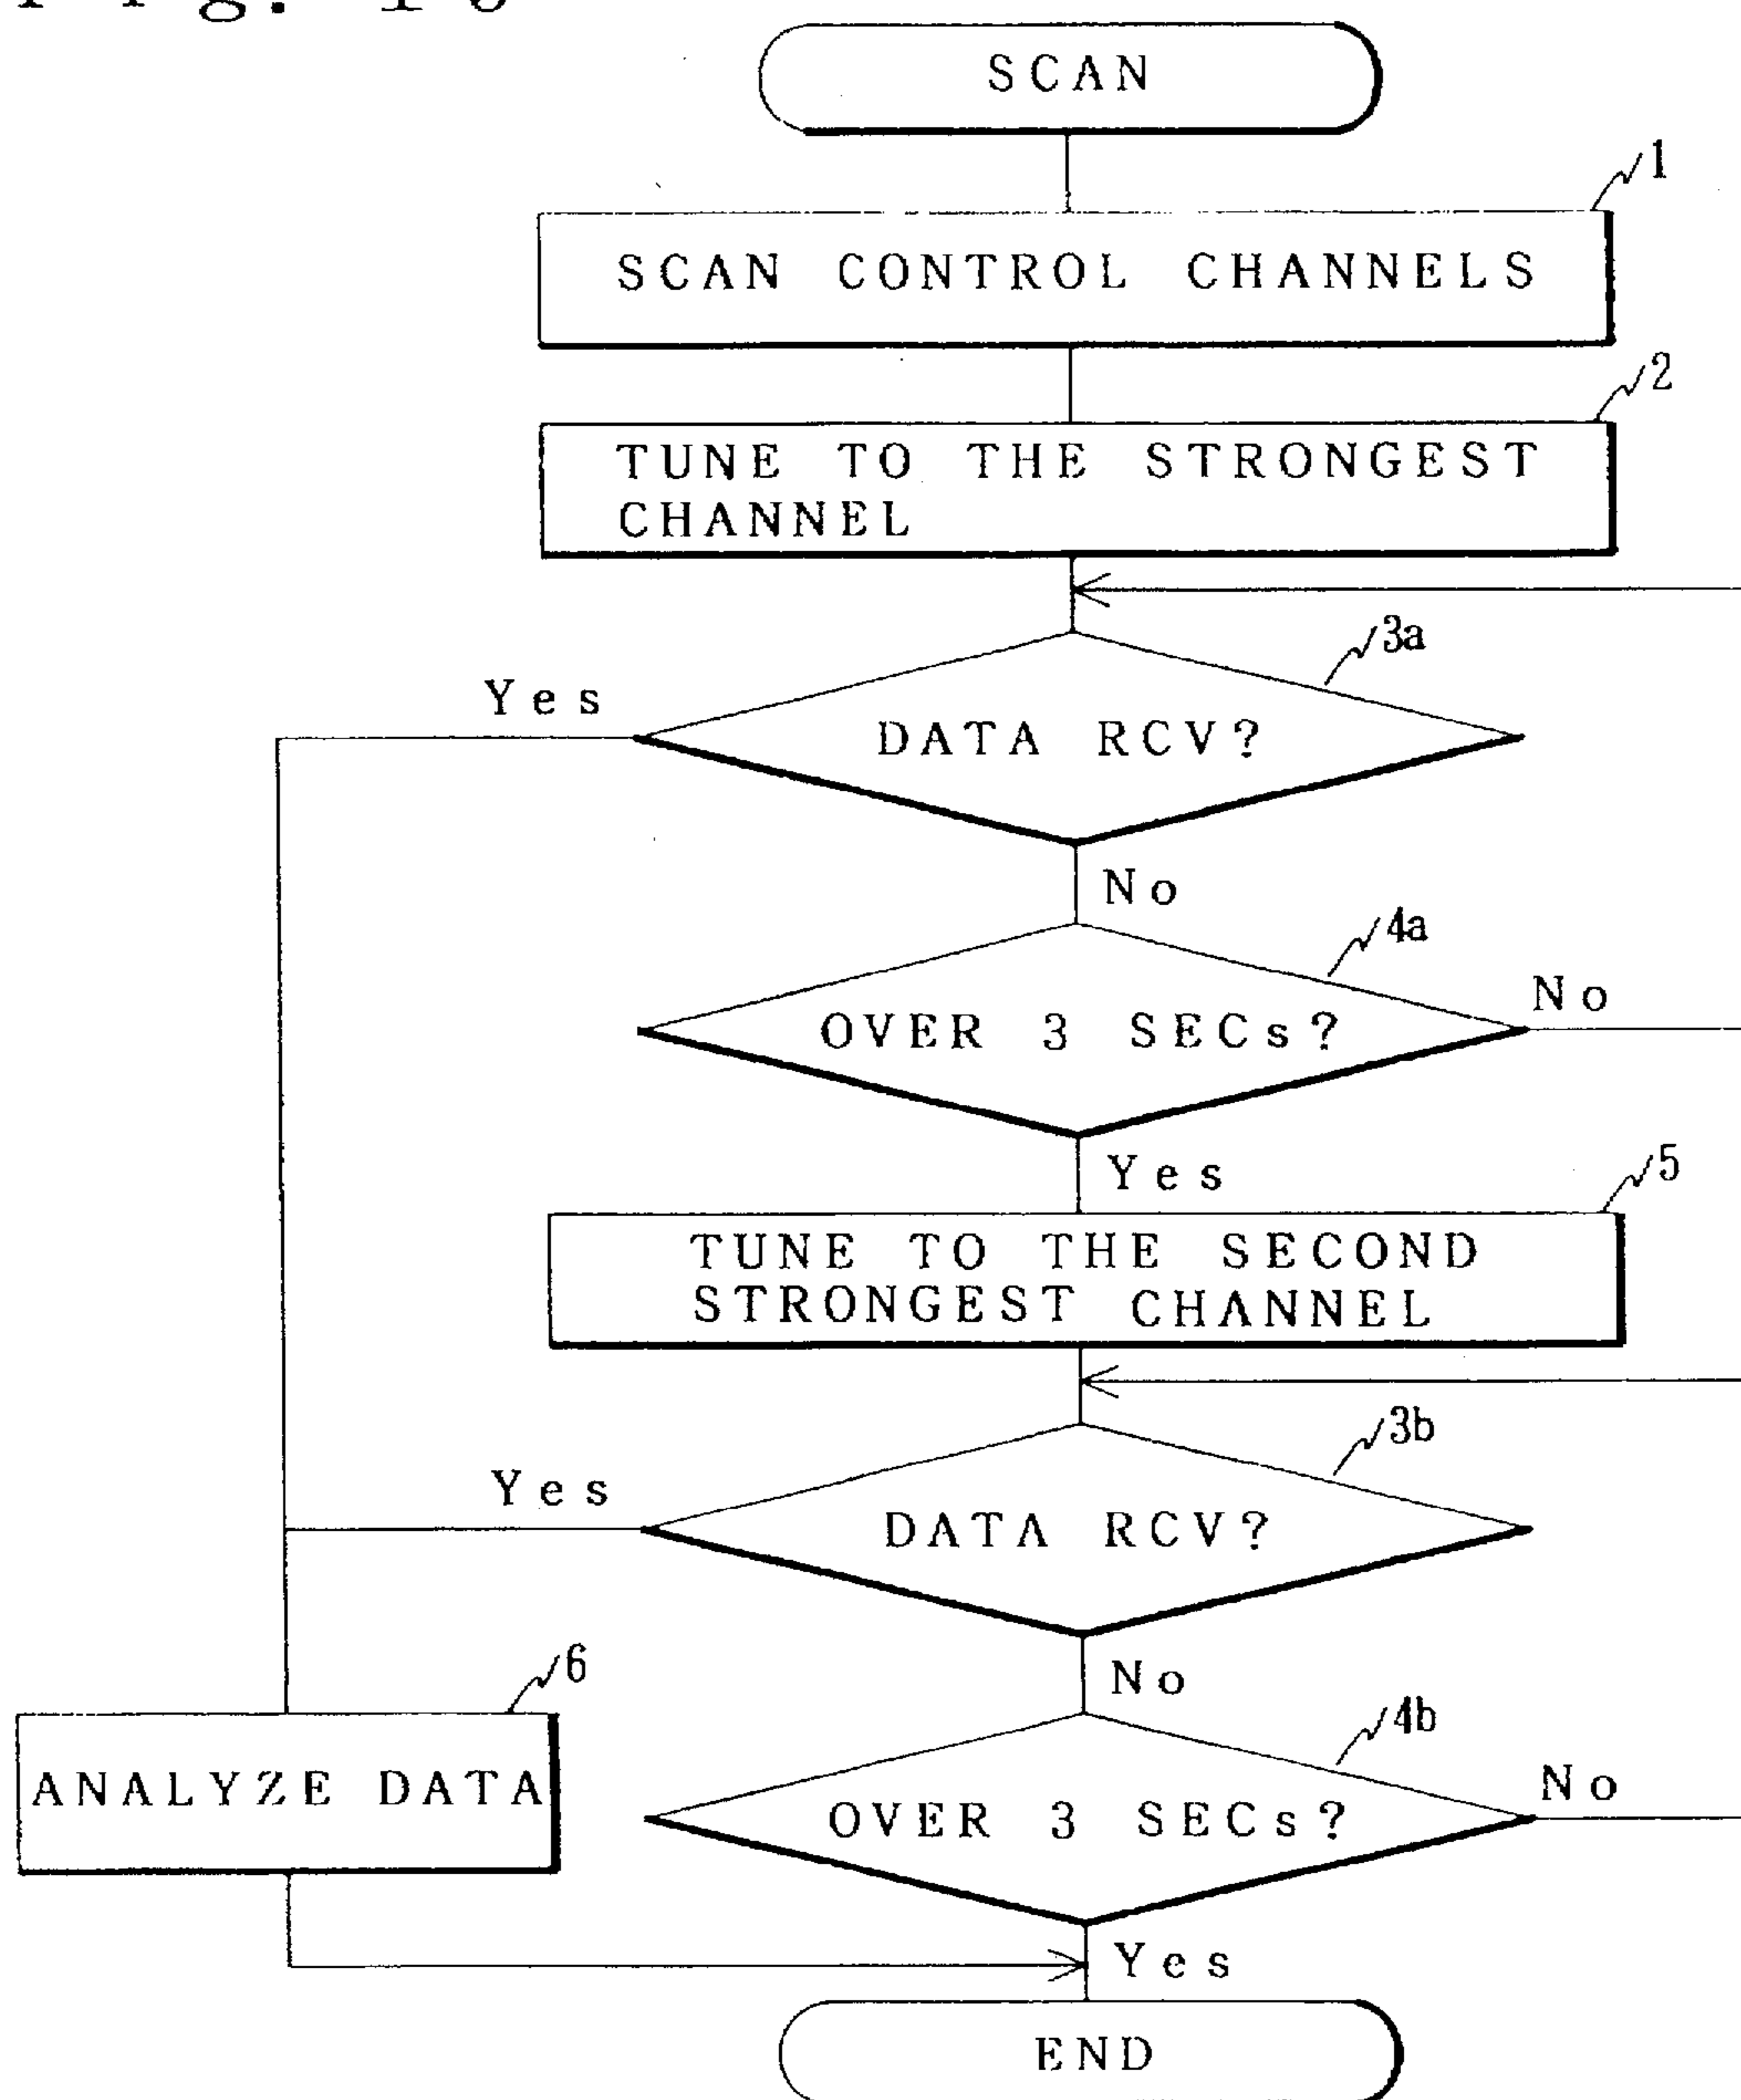 SCAN
1
SCAN CONTROL CHANNELS
2
TUNE TO THE STRONGEST
CHANNEL
3a
Yes
DATA RCV?
No
4a
No
OVER 3 SECs?
Yes
5
TUNE TO THE SECOND
STRONGEST CHANNEL
3b
Yes
DATA RCV?
No
6
4b
ANALYZE DATA
No
OVER 3 SECs?
Yes
END